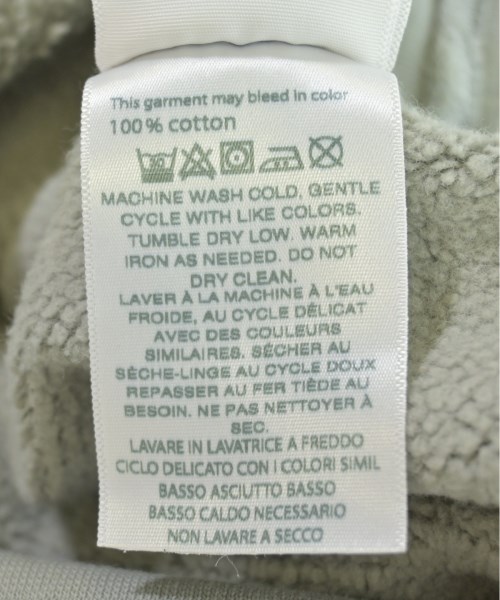 This garment may bleed in color
100% cotton
30
MACHINE WASH COLD, GENTLE
CYCLE WITH LIKE COLORS.
TUMBLE DRY LOW. WARM
IRON AS NEEDED. DO NOT
DRY CLEAN.
LAVER À LA MACHINE À L'EAU
FROIDE, AU CYCLE DÉLICAT
AVEC DES COULEURS
SIMILAIRES. SÉCHER AU
SÈCHE-LINGE AU CYCLE DOUX
REPASSER AU FER TIÈDE AU
BESOIN. NE PAS NETTOYER À
SEC.
LAVARE IN LAVATRICE A FREDDO
CICLO DELICATO CON I COLORI SIMIL
BASSO ASCIUTTO BASSO
BASSO CALDO NECESSARIO
NON LAVARE A SECCO